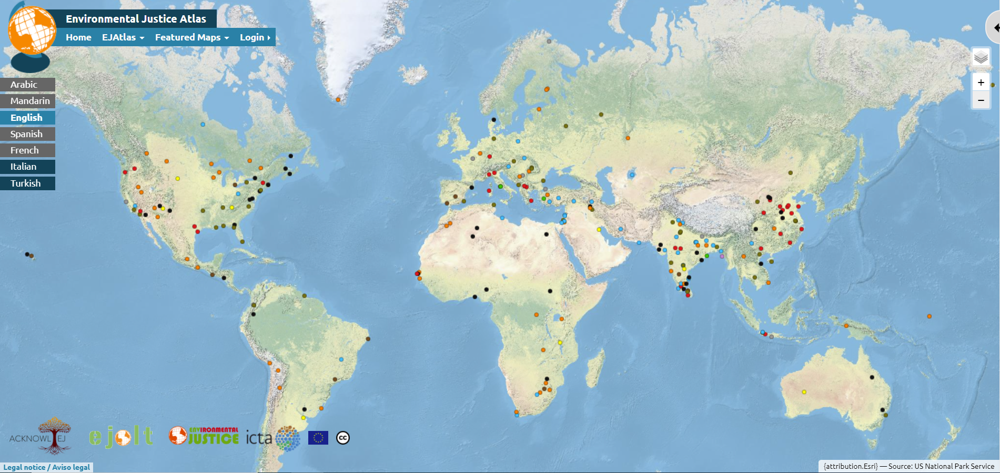 Environmental Justice Atlas
Home EJAtlas Featured Maps Login
Arabic
Mandarin
English
Spanish
French
Italian
Turkish
+
−
ACKNOWL EJ
ejolt
ENVIRONMENTAL
JUSTICE
icta
cc
Legal notice / Aviso legal
{attribution.Esri} — Source: US National Park Service